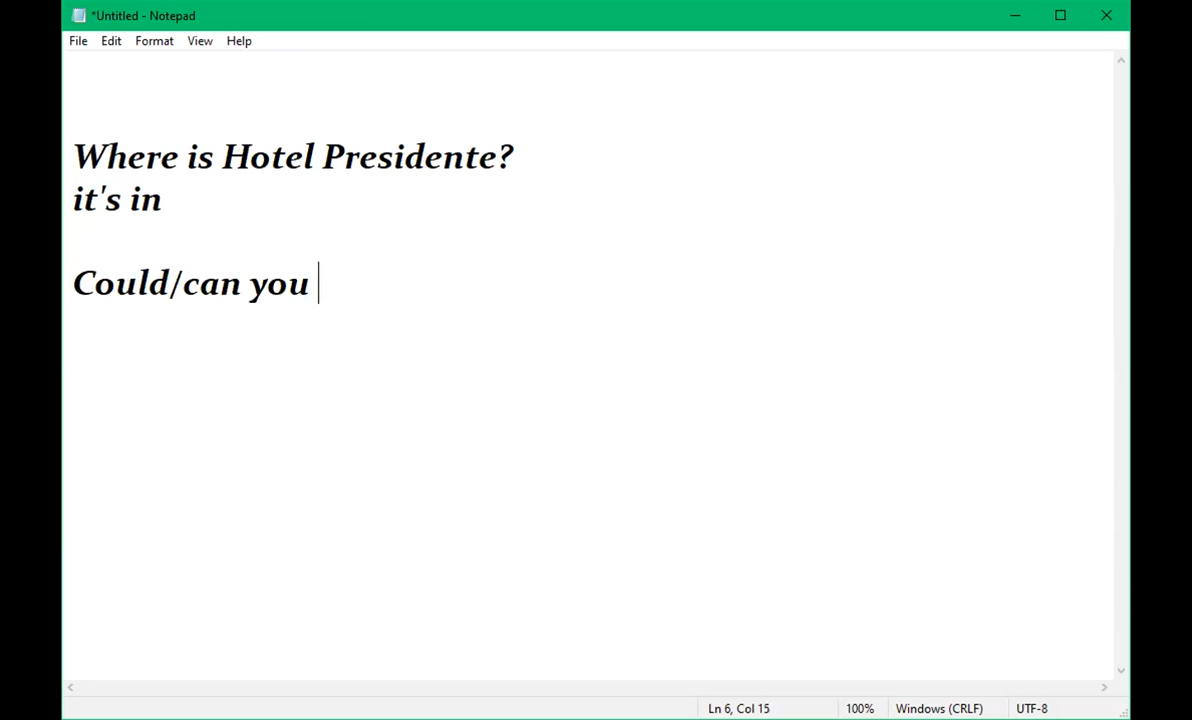 *Untitled - Notepad
File Edit Format View Help
Where is Hotel Presidente?
it's in
Could/can you
Ln 6, Col 15 100% Windows (CRLF) UTF-8